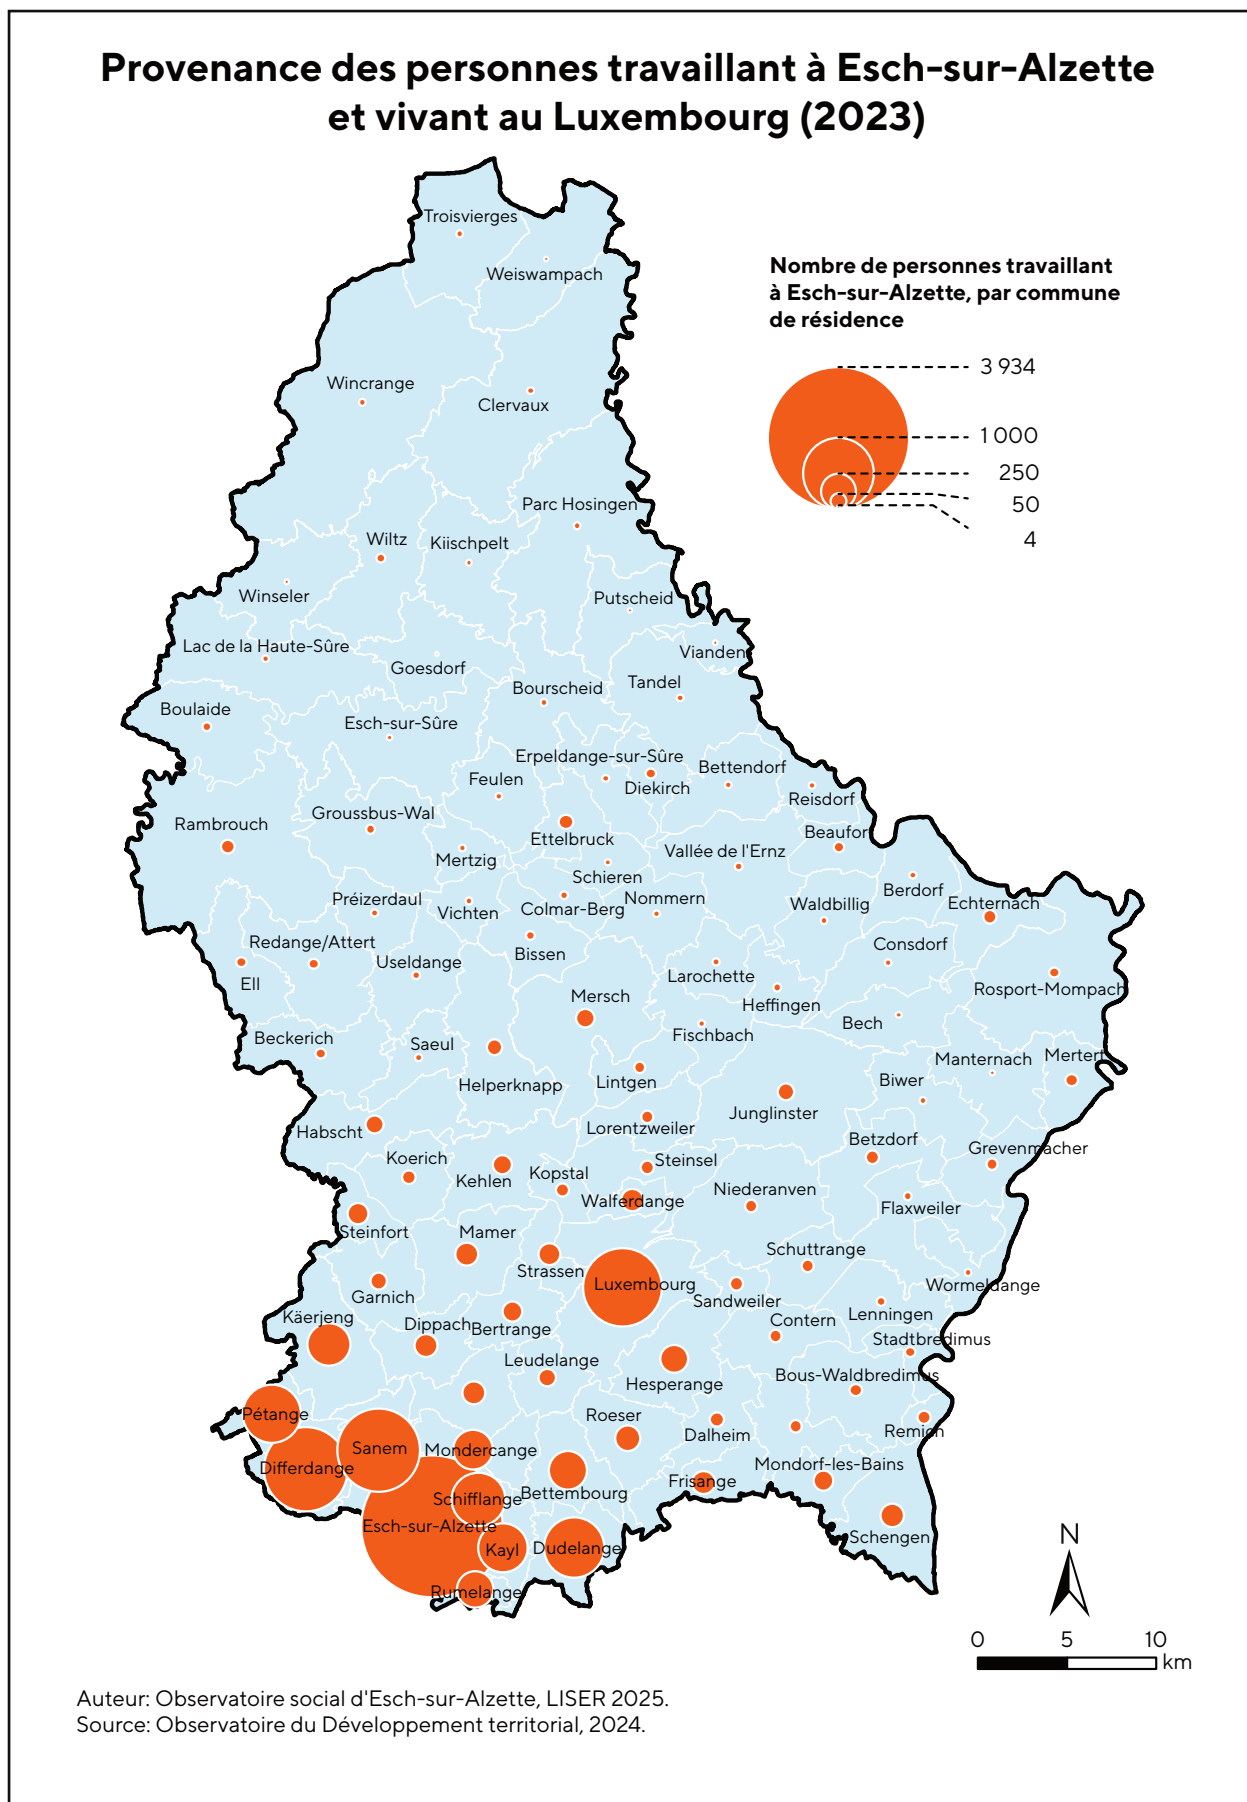 Provenance des personnes travaillant à Esch-sur-Alzette
et vivant au Luxembourg (2023)
Nombre de personnes travaillant
à Esch-sur-Alzette, par commune
de résidence
3 934
1 000
250
50
4
Troisvierges
Weiswampach
Wincrange
Clervaux
Parc Hosingen
Wiltz
Kiischpelt
Winseler
Putscheid
Lac de la Haute-Sûre
Goesdorf
Vianden
Bourscheid
Tandel
Boulaide
Esch-sur-Sûre
Erpeldange-sur-Sûre
Feulen
Diekirch
Bettendorf
Reisdorf
Rambrouch
Groussbus-Wal
Ettelbruck
Beaufor
Mertzig
Vallée de l'Ernz
Schieren
Préizerdaul
Vichten
Colmar-Berg
Nommern
Waldbillig
Berdorf
Echternach
Redange/Attert
Useldange
Bissen
Consdorf
Ell
Larochette
Heffingen
Rosport-Mompach
Mersch
Bech
Fischbach
Beckerich
Saeul
Helperknapp
Lintgen
Manternach
Mertert
Biwer
Junglinster
Habscht
Lorentzweiler
Betzdorf
Grevenmacher
Koerich
Kehlen
Kopstal
Steinsel
Walferdange
Niederanven
Flaxweiler
Steinfort
Mamer
Strassen
Schuttrange
Luxembourg
Sandweiler
Wormeldange
Garnich
Lenningen
Käerjeng
Dippach
Bertrange
Contern
Stadtbredimus
Leudelange
Hesperange
Bous-Waldbredimus
Pétange
Roeser
Dalheim
Remich
Sanem
Mondercange
Differdange
Mondorf-les-Bains
Frisange
Schifflange
Bettembourg
Esch-sur-Alzette
Schengen
Kayl
Dudelange
Rumelange
N
0 5 10
km
Auteur: Observatoire social d'Esch-sur-Alzette, LISER 2025.
Source: Observatoire du Développement territorial, 2024.